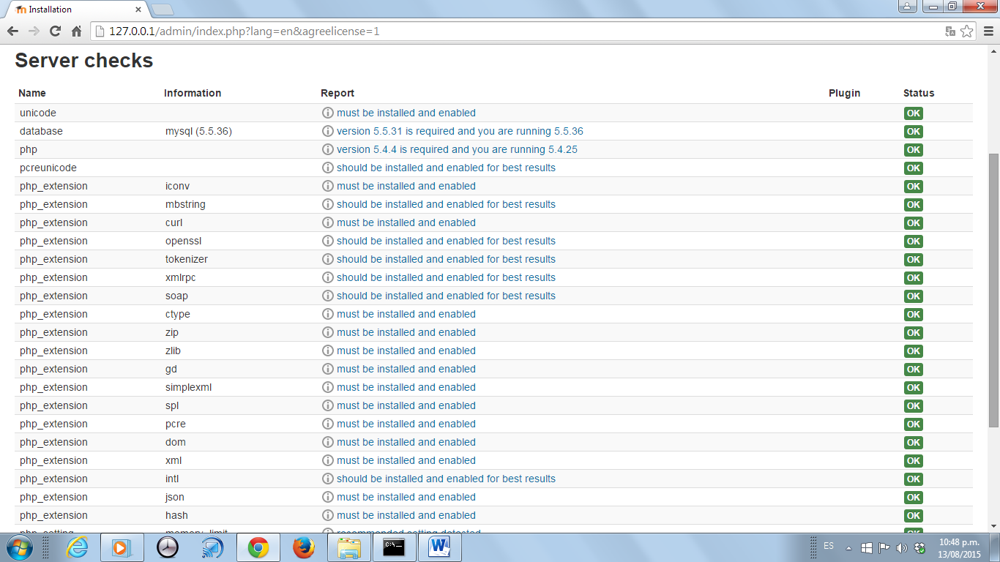 Installation
127.0.0.1/admin/index.php?lang=en&agreelicense=1
Server checks
Name Information Report Plugin Status
unicode must be installed and enabled OK
database mysql (5.5.36) version 5.5.31 is required and you are running 5.5.36 OK
php version 5.4.4 is required and you are running 5.4.25 OK
pcreunicode should be installed and enabled for best results OK
php_extension iconv must be installed and enabled OK
php_extension mbstring should be installed and enabled for best results OK
php_extension curl must be installed and enabled OK
php_extension openssl should be installed and enabled for best results OK
php_extension tokenizer should be installed and enabled for best results OK
php_extension xmlrpc should be installed and enabled for best results OK
php_extension soap should be installed and enabled for best results OK
php_extension ctype must be installed and enabled OK
php_extension zip must be installed and enabled OK
php_extension zlib must be installed and enabled OK
php_extension gd must be installed and enabled OK
php_extension simplexml must be installed and enabled OK
php_extension spl must be installed and enabled OK
php_extension pcre must be installed and enabled OK
php_extension dom must be installed and enabled OK
php_extension xml must be installed and enabled OK
php_extension intl should be installed and enabled for best results OK
php_extension json must be installed and enabled OK
php_extension hash must be installed and enabled OK
php_setting memory_limit recommended setting detected OK
C:\.
W
ES
10:48 p.m.
13/08/2015